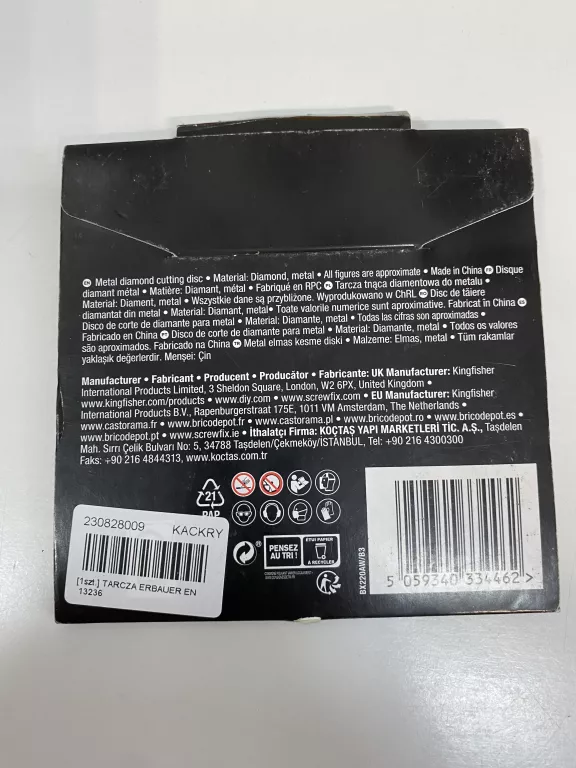 EN Metal diamond cutting disc • Material: Diamond, metal • All figures are approximate • Made in China FR Disque
diamant métal • Matière: Diamant, métal • Fabriqué en RPC PL Tarcza tnąca diamentowa do metalu •
Materiał: Diament, metal • Wszystkie dane są przybliżone. Wyprodukowano w ChRL RO Disc de tăiere
diamantat din metal • Material: Diamant, metal• Toate valorile numerice sunt aproximative. Fabricat în China ES
Disco de corte de diamante para metal • Material: Diamante, metal • Todas las cifras son aproximadas •
Fabricado en China PT Disco de corte de diamante para metal • Material: Diamante, metal • Todos os valores
são aproximados. Fabricado na China TR Metal elmas kesme diski • Malzeme: Elmas, metal • Tüm rakamlar
yaklaşık değerlerdir. Menşei: Çin
Manufacturer • Fabricant • Producent • Producător • Fabricante: UK Manufacturer: Kingfisher
International Products Limited, 3 Sheldon Square, London, W2 6PX, United Kingdom •
www.kingfisher.com/products • www.diy.com • www.screwfix.com • EU Manufacturer: Kingfisher
International Products B.V., Rapenburgerstraat 175E, 1011 VM Amsterdam, The Netherlands •
www.castorama.fr • www.bricodepot.fr • www.castorama.pl • www.bricodepot.ro • www.bricodepot.es •
www.bricodepot.pt • www.screwfix.ie • İthalatçı Firma: KOÇTAŞ YAPI MARKETLERİ TİC. A.Ş., Taşdelen
Mah. Sırrı Çelik Bulvarı No: 5, 34788 Taşdelen/Çekmeköy/İSTANBUL, Tel: + 90 216 4300300
Faks: +90 216 4844313, www.koctas.com.tr
21
PAP
230828009 KACKRY
[1szt.] TARCZA ERBAUER EN
13236
PENSEZ
AU TRI !
ETUI PAPIER
À RECYCLER
BX220AW/B3
5 059340 334462 >